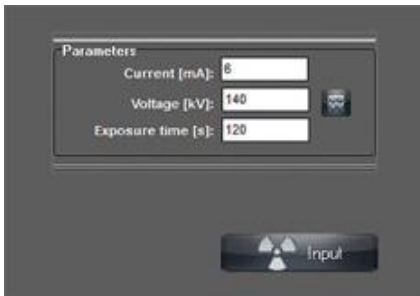 Parameters
Current [mA]: 6
Voltage [kV]: 140
Exposure time [s]: 120
Input